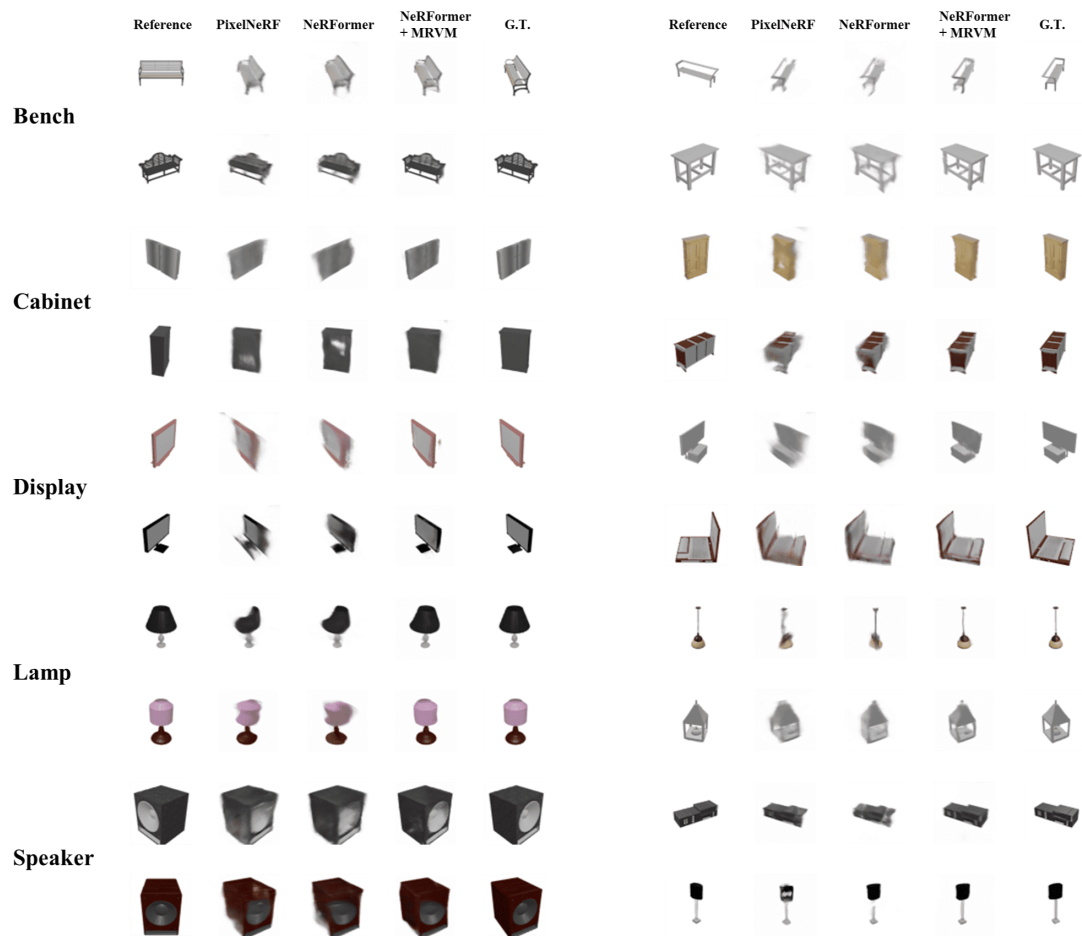 Reference PixelNeRF NeRFormer NeRFormer + MRVM G.T. Reference PixelNeRF NeRFormer NeRFormer + MRVM G.T.
Bench
Cabinet
Display
Lamp
Speaker